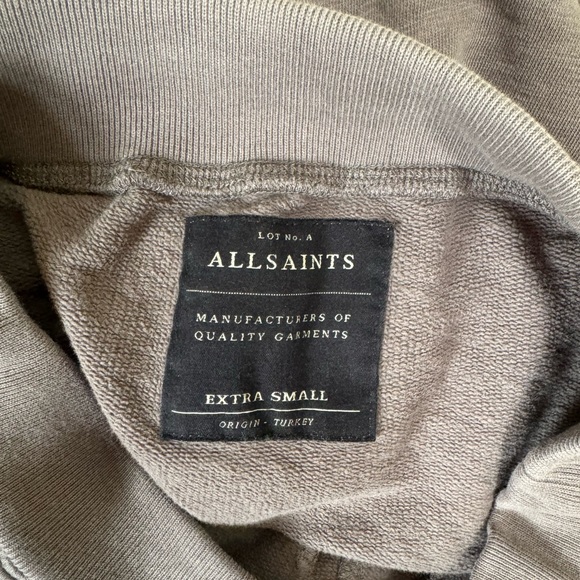 LOT No. A
ALLSAINTS
MANUFACTURERS OF
QUALITY GARMENTS
EXTRA SMALL
ORIGIN - TURKEY